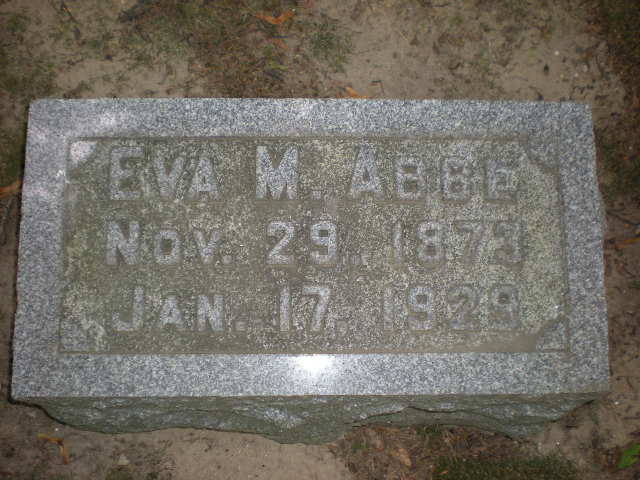 Eva M. Abbe
Nov. 29, 1873
Jan. 17, 1929